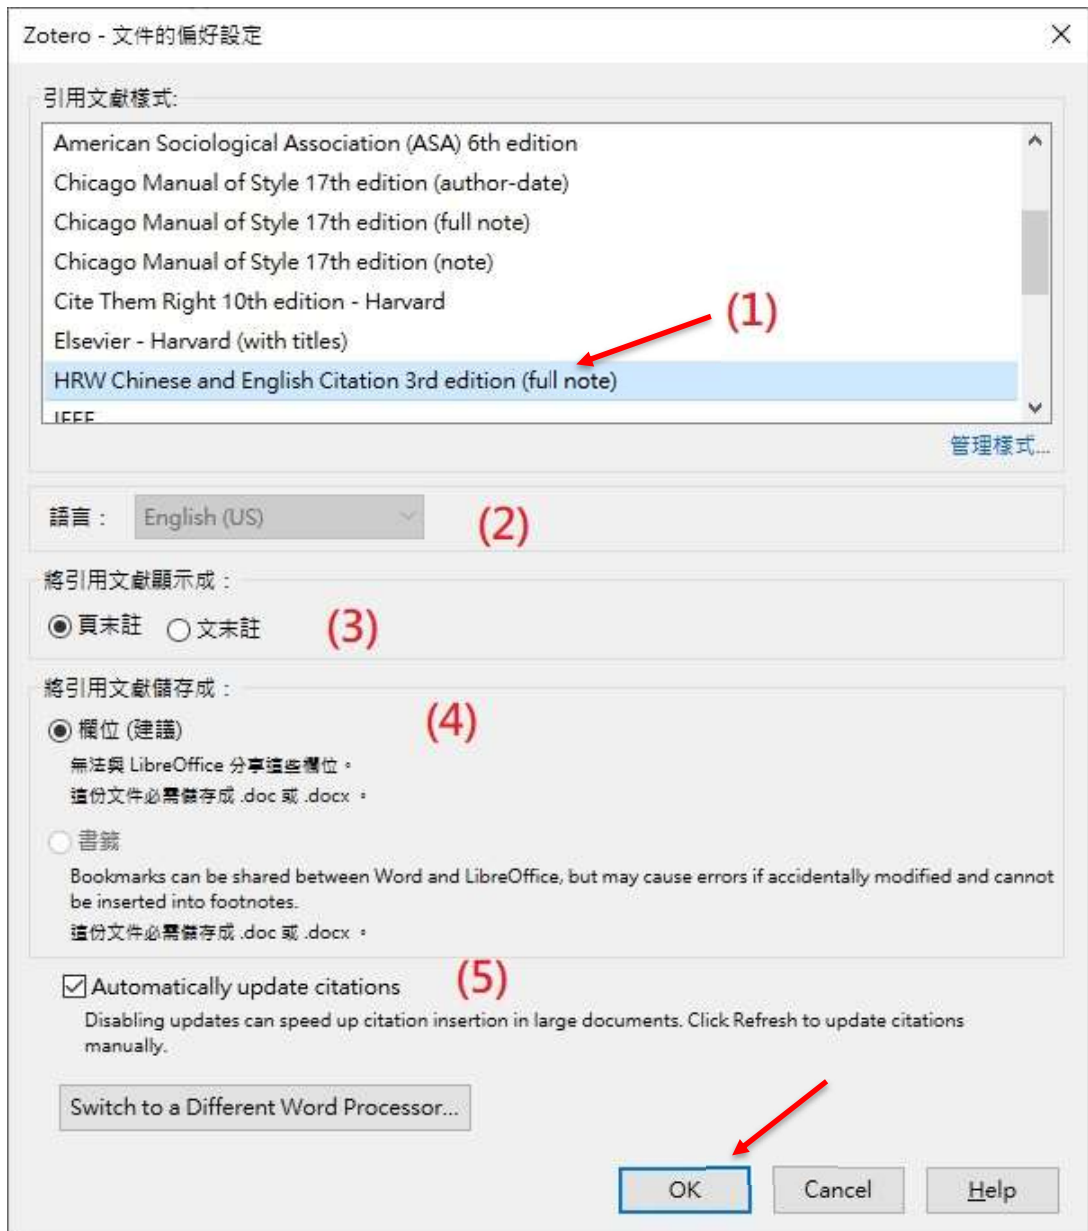 Zotero - 文件的偏好設定
引用文獻樣式:
American Sociological Association (ASA) 6th edition
Chicago Manual of Style 17th edition (author-date)
Chicago Manual of Style 17th edition (full note)
Chicago Manual of Style 17th edition (note)
Cite Them Right 10th edition - Harvard
(1)
Elsevier - Harvard (with titles)
HRW Chinese and English Citation 3rd edition (full note)
IEEE
管理樣式...
語言： English (US) (2)
將引用文獻顯示成：
頁末註 文末註 (3)
將引用文獻儲存成：
(4)
欄位 (建議)
無法與 LibreOffice 分享這些欄位。
這份文件必需儲存成 .doc 或 .docx 。
書籤
Bookmarks can be shared between Word and LibreOffice, but may cause errors if accidentally modified and cannot
be inserted into footnotes.
這份文件必需儲存成 .doc 或 .docx 。
Automatically update citations (5)
Disabling updates can speed up citation insertion in large documents. Click Refresh to update citations
manually.
Switch to a Different Word Processor...
OK Cancel Help